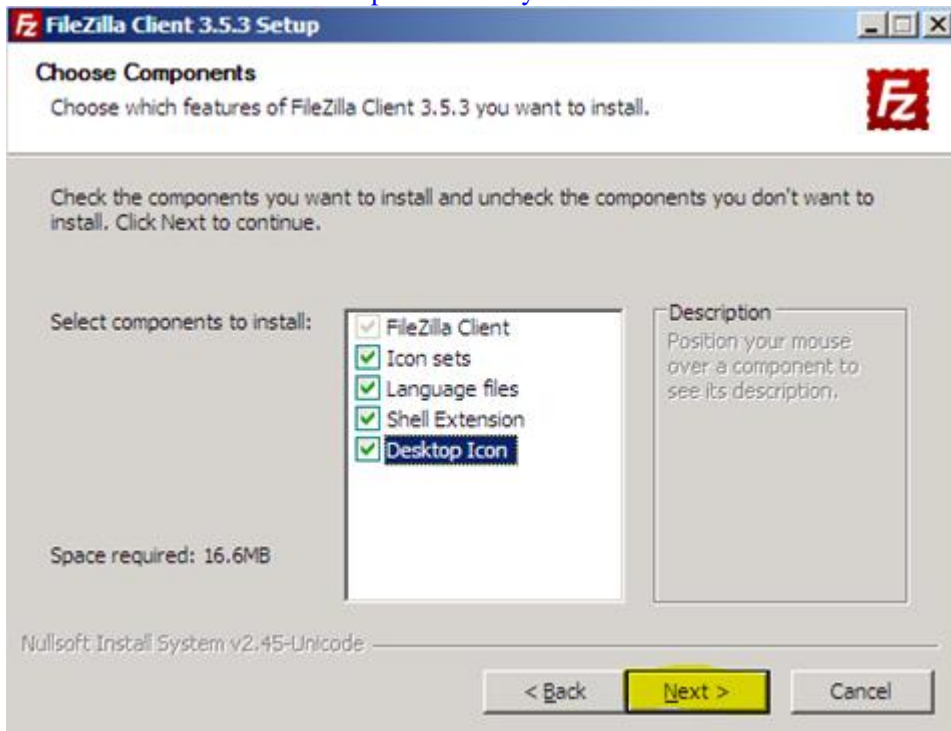 FileZilla Client 3.5.3 Setup
Choose Components
Choose which features of FileZilla Client 3.5.3 you want to install.
Fz
Check the components you want to install and uncheck the components you don't want to
install. Click Next to continue.
Select components to install:
FileZilla Client
Icon sets
Language files
Shell Extension
Desktop Icon
Description
Position your mouse
over a component to
see its description.
Space required: 16.6MB
Nullsoft Install System v2.45-Unicode
< Back
Next >
Cancel